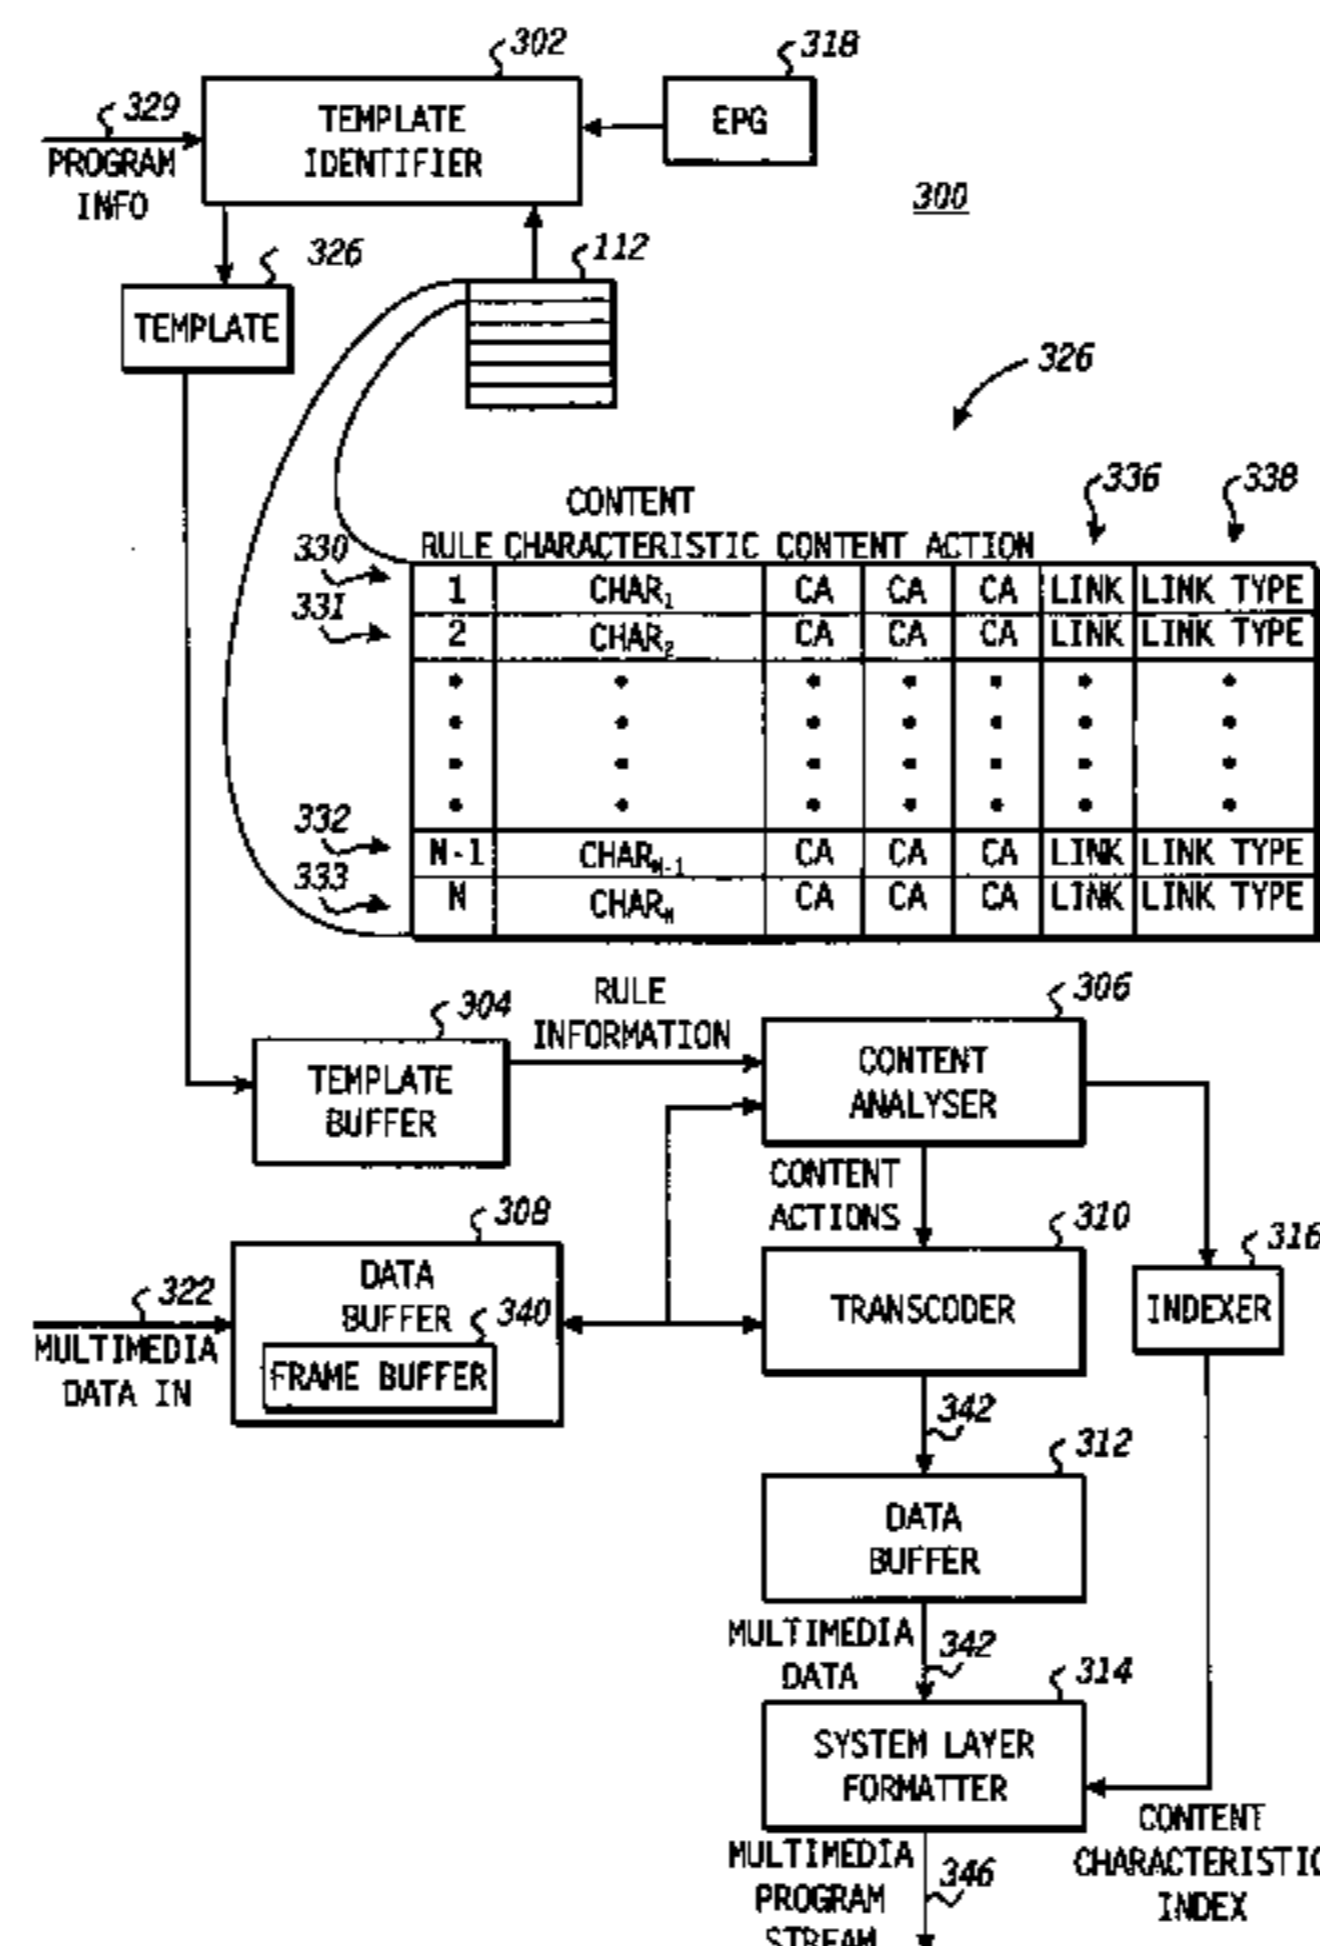 302
318
329
TEMPLATE
IDENTIFIER
EPG
PROGRAM
INFO
300
326
112
TEMPLATE
326
336
338
CONTENT
RULE CHARACTERISTIC CONTENT ACTION
330
1 CHAR₁ CA CA CA LINK LINK TYPE
331
2 CHAR₂ CA CA CA LINK LINK TYPE
332
N-1 CHARₙ₋₁ CA CA CA LINK LINK TYPE
333
N CHARₙ CA CA CA LINK LINK TYPE
304
RULE
INFORMATION
306
TEMPLATE
BUFFER
CONTENT
ANALYSER
CONTENT
ACTIONS
308
310
316
322
MULTIMEDIA
DATA IN
DATA
BUFFER
340
FRAME BUFFER
TRANSCODER
INDEXER
342
312
DATA
BUFFER
MULTIMEDIA
DATA
342
314
SYSTEM LAYER
FORMATTER
CONTENT
CHARACTERISTIC
INDEX
MULTIMEDIA
PROGRAM
STREAM
346